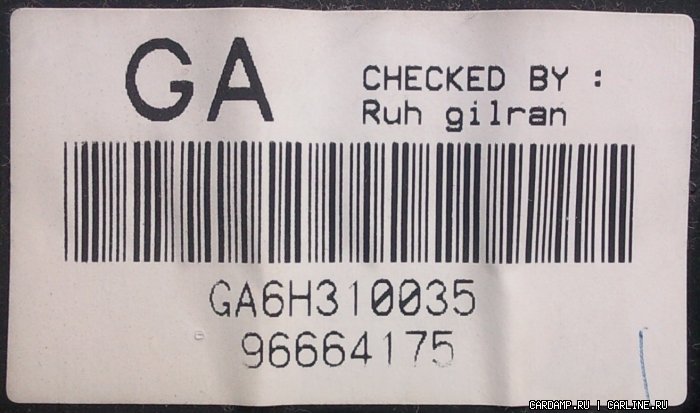 GA
CHECKED BY :
Ruh gilran
GA6H310035
96664175
CARDAMP.RU | CARLINE.RU